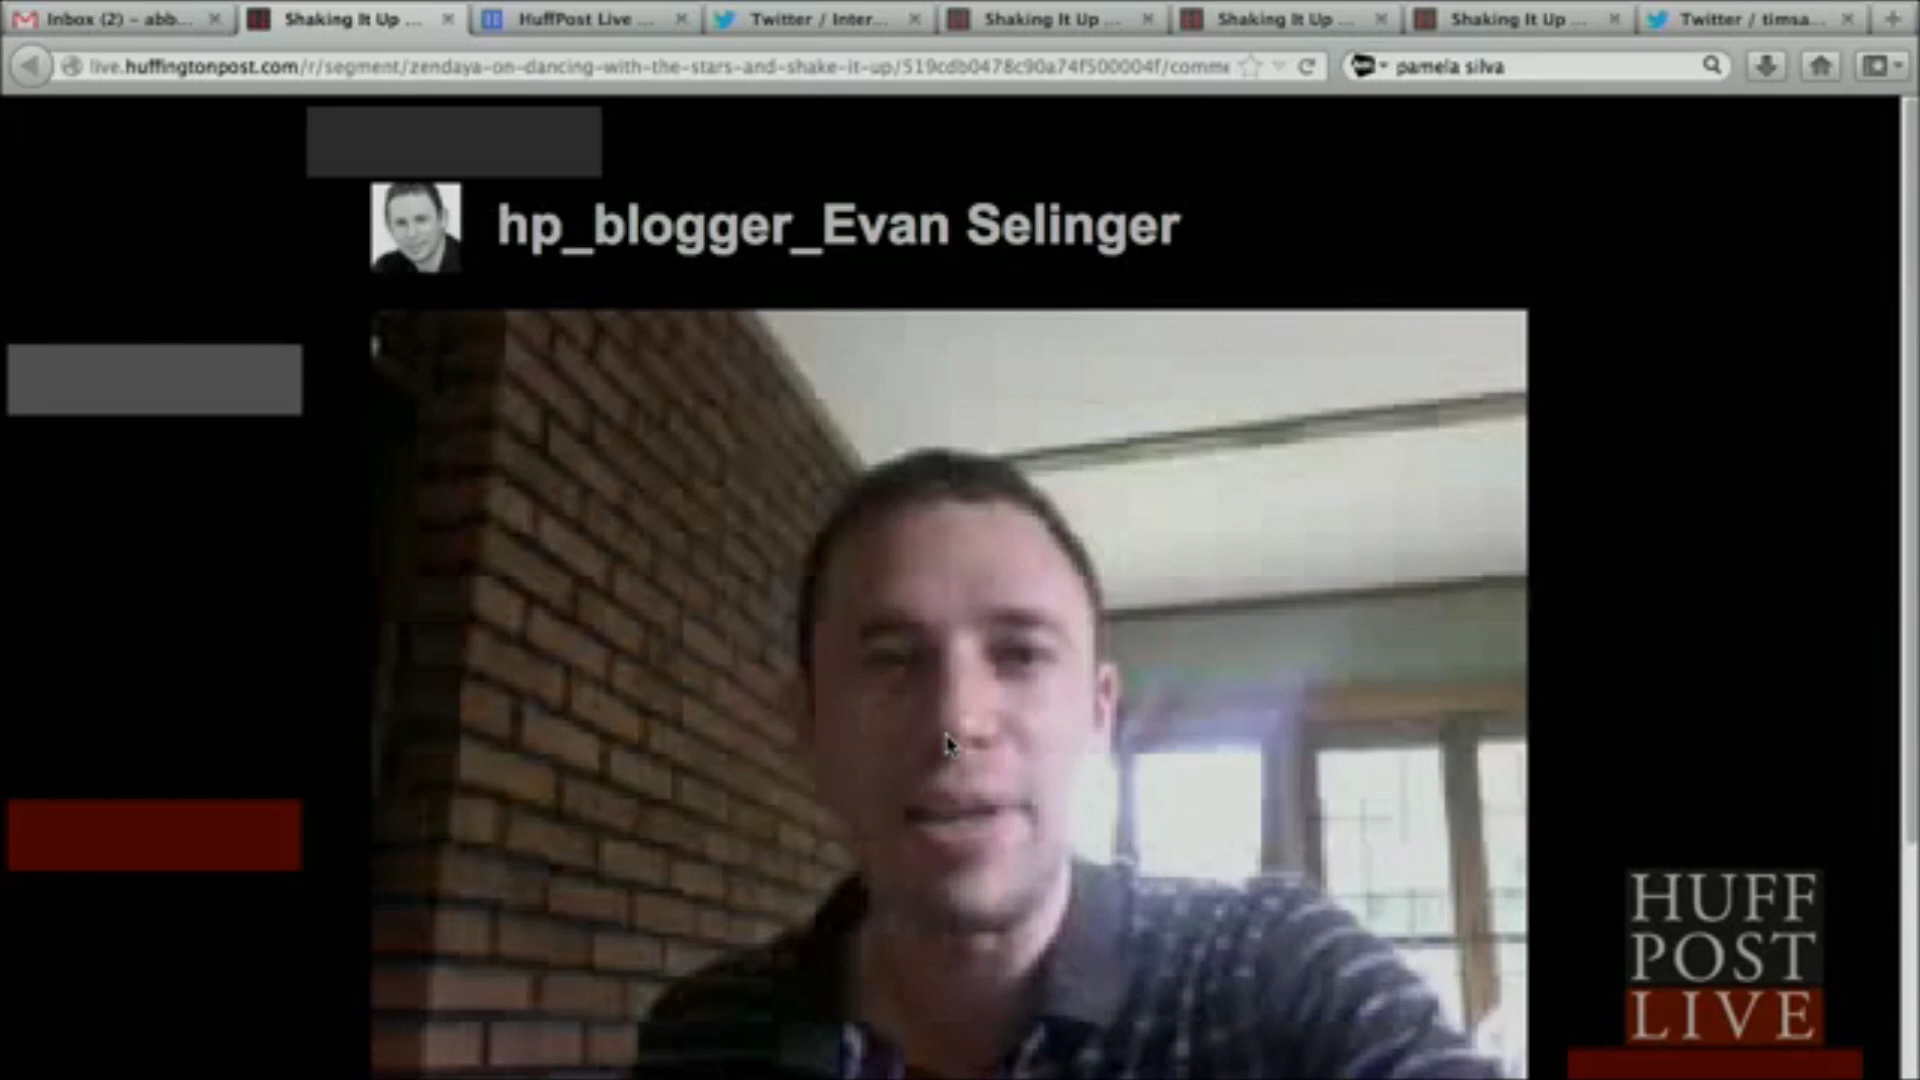 Inbox (2) – abb...
Shaking It Up ...
HuffPost Live ...
Twitter / Inter...
Shaking It Up ...
Shaking It Up ...
Shaking It Up ...
Twitter / timsa...
live.huffingtonpost.com/r/segment/zendaya-on-dancing-with-the-stars-and-shake-it-up/519cdb0478c90a74f500004f/comme
pamela silva
hp_blogger_Evan Selinger
HUFF
POST
LIVE